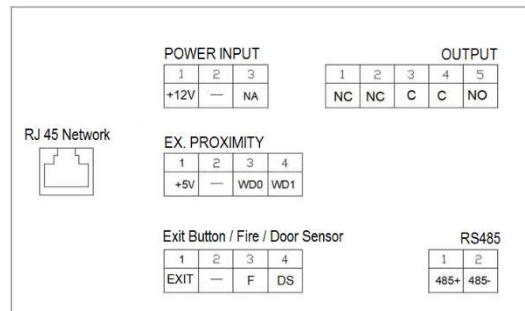 POWER INPUT
1 2 3
+12V — NA
OUTPUT
1 2 3 4 5
NC NC C C NO
RJ 45 Network
EX. PROXIMITY
1 2 3 4
+5V — WD0 WD1
Exit Button / Fire / Door Sensor
1 2 3 4
EXIT — F DS
RS485
1 2
485+ 485-